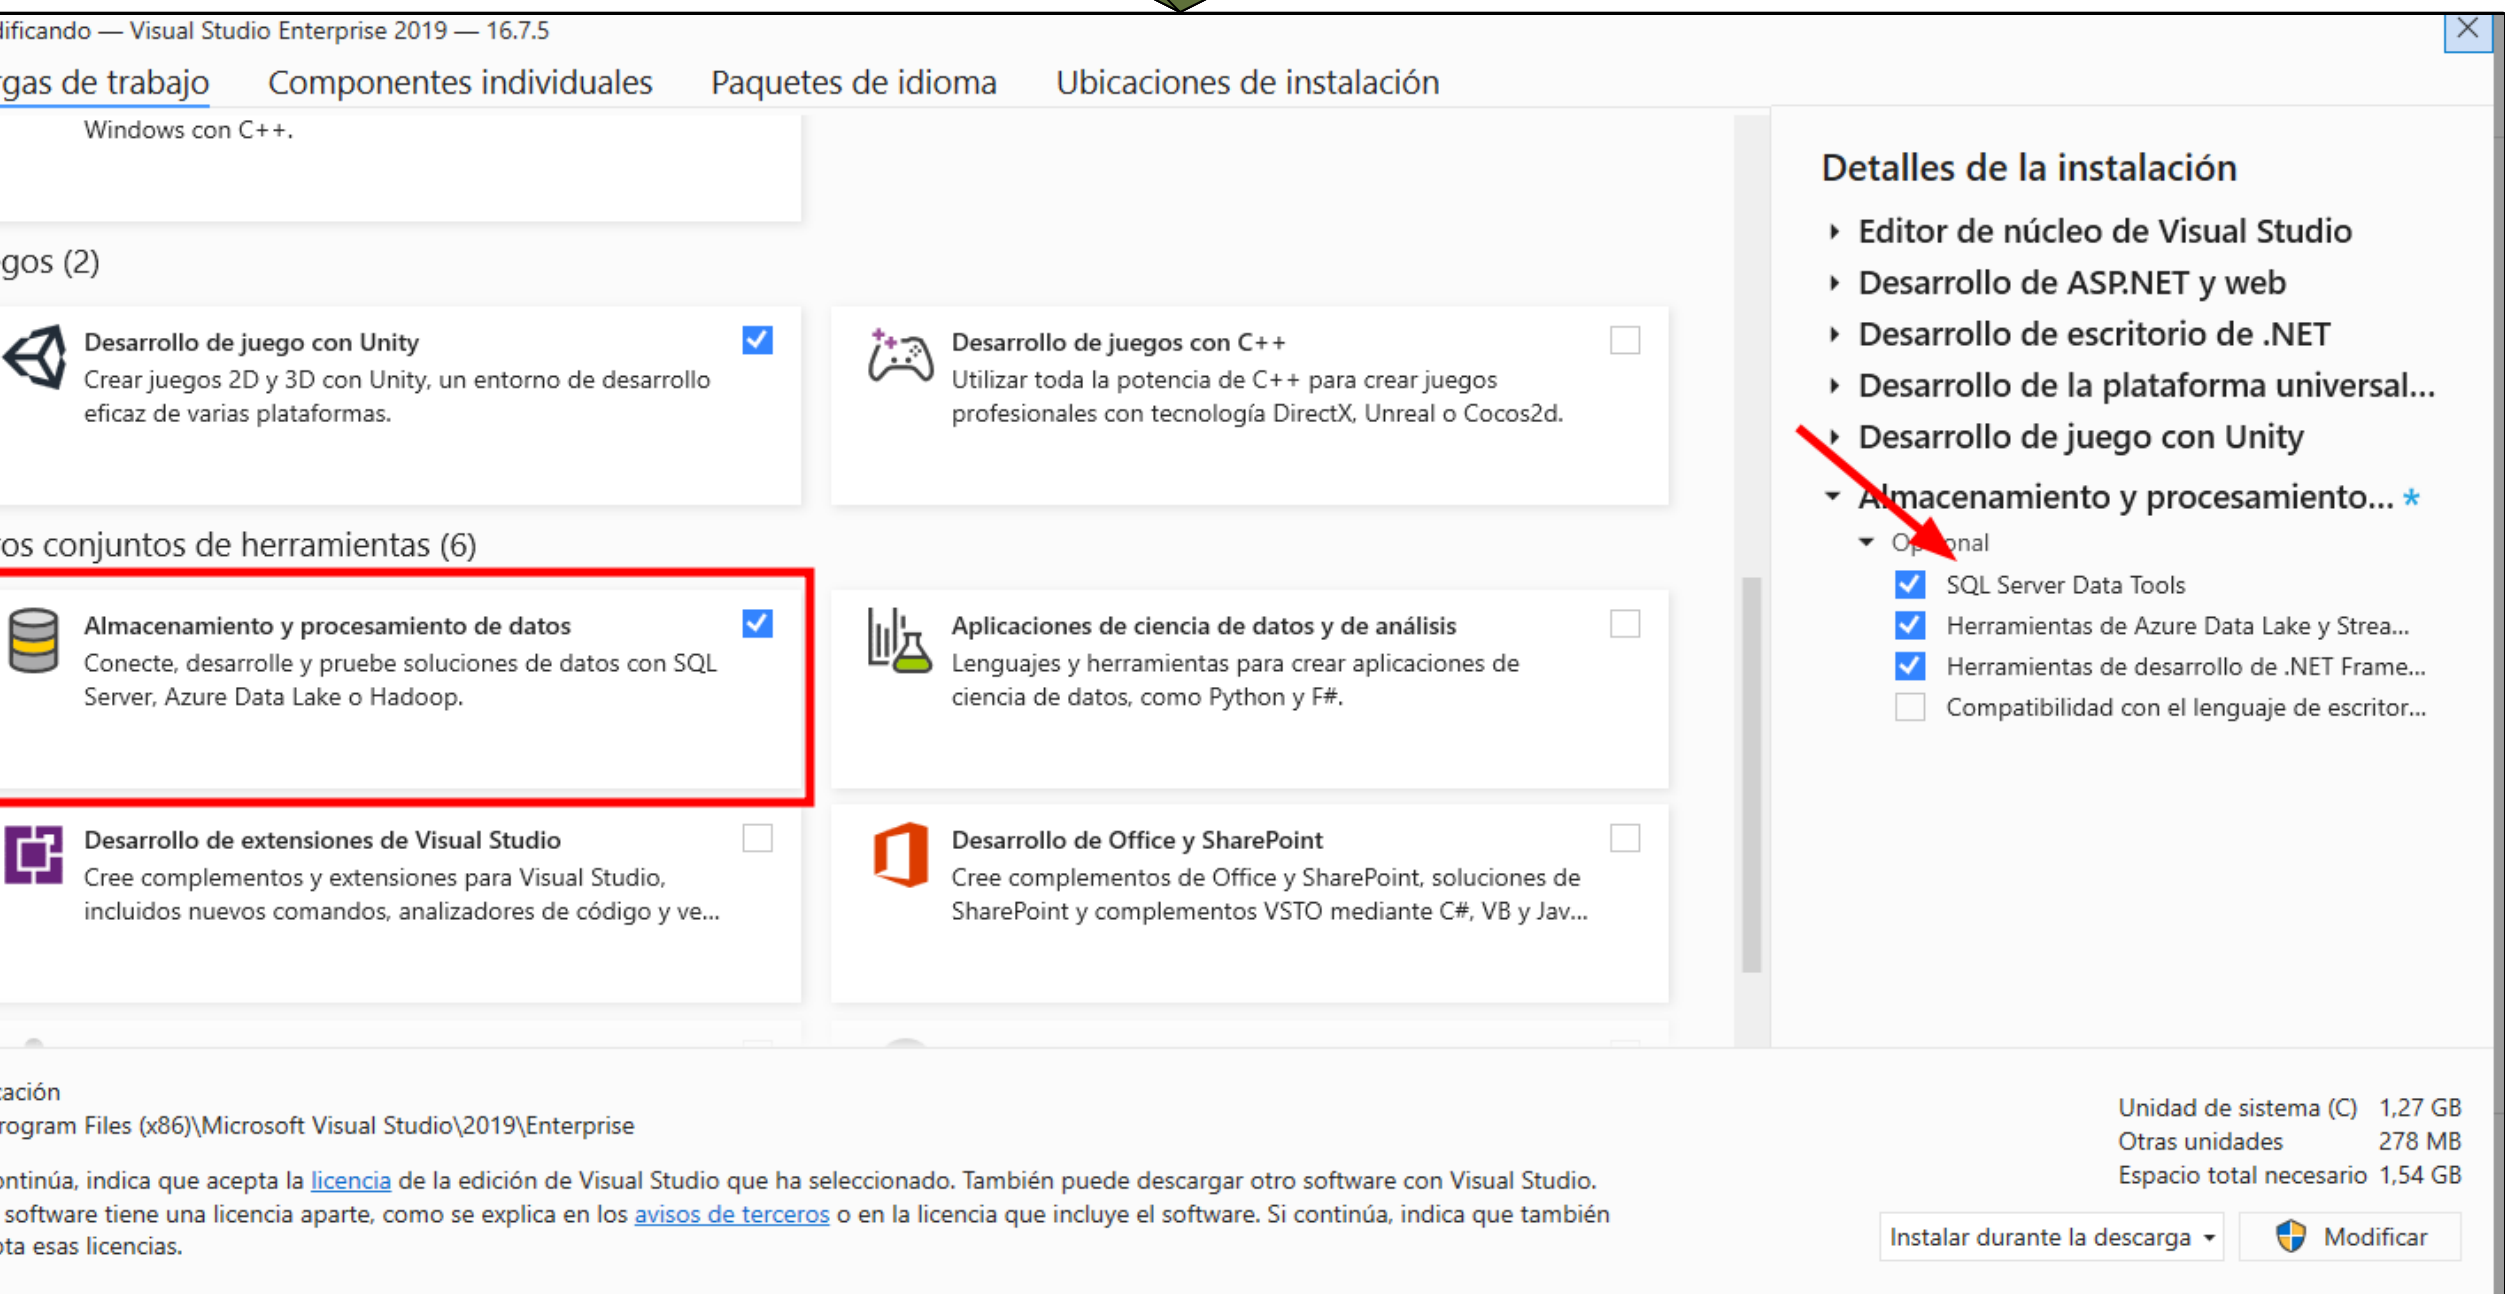 dificando — Visual Studio Enterprise 2019 — 16.7.5
rgas de trabajo Componentes individuales Paquetes de idioma Ubicaciones de instalación
Windows con C++.
egos (2)
Desarrollo de juego con Unity
Crear juegos 2D y 3D con Unity, un entorno de desarrollo
eficaz de varias plataformas.
Desarrollo de juegos con C++
Utilizar toda la potencia de C++ para crear juegos
profesionales con tecnología DirectX, Unreal o Cocos2d.
ros conjuntos de herramientas (6)
Almacenamiento y procesamiento de datos
Conecte, desarrolle y pruebe soluciones de datos con SQL
Server, Azure Data Lake o Hadoop.
Aplicaciones de ciencia de datos y de análisis
Lenguajes y herramientas para crear aplicaciones de
ciencia de datos, como Python y F#.
Desarrollo de extensiones de Visual Studio
Cree complementos y extensiones para Visual Studio,
incluidos nuevos comandos, analizadores de código y ve...
Desarrollo de Office y SharePoint
Cree complementos de Office y SharePoint, soluciones de
SharePoint y complementos VSTO mediante C#, VB y Jav...
Detalles de la instalación
Editor de núcleo de Visual Studio
Desarrollo de ASP.NET y web
Desarrollo de escritorio de .NET
Desarrollo de la plataforma universal...
Desarrollo de juego con Unity
Almacenamiento y procesamiento... *
Opcional
SQL Server Data Tools
Herramientas de Azure Data Lake y Strea...
Herramientas de desarrollo de .NET Frame...
Compatibilidad con el lenguaje de escritor...
cación
rogram Files (x86)\Microsoft Visual Studio\2019\Enterprise
ontinúa, indica que acepta la licencia de la edición de Visual Studio que ha seleccionado. También puede descargar otro software con Visual Studio.
software tiene una licencia aparte, como se explica en los avisos de terceros o en la licencia que incluye el software. Si continúa, indica que también
pta esas licencias.
Unidad de sistema (C) 1,27 GB
Otras unidades 278 MB
Espacio total necesario 1,54 GB
Instalar durante la descarga
Modificar